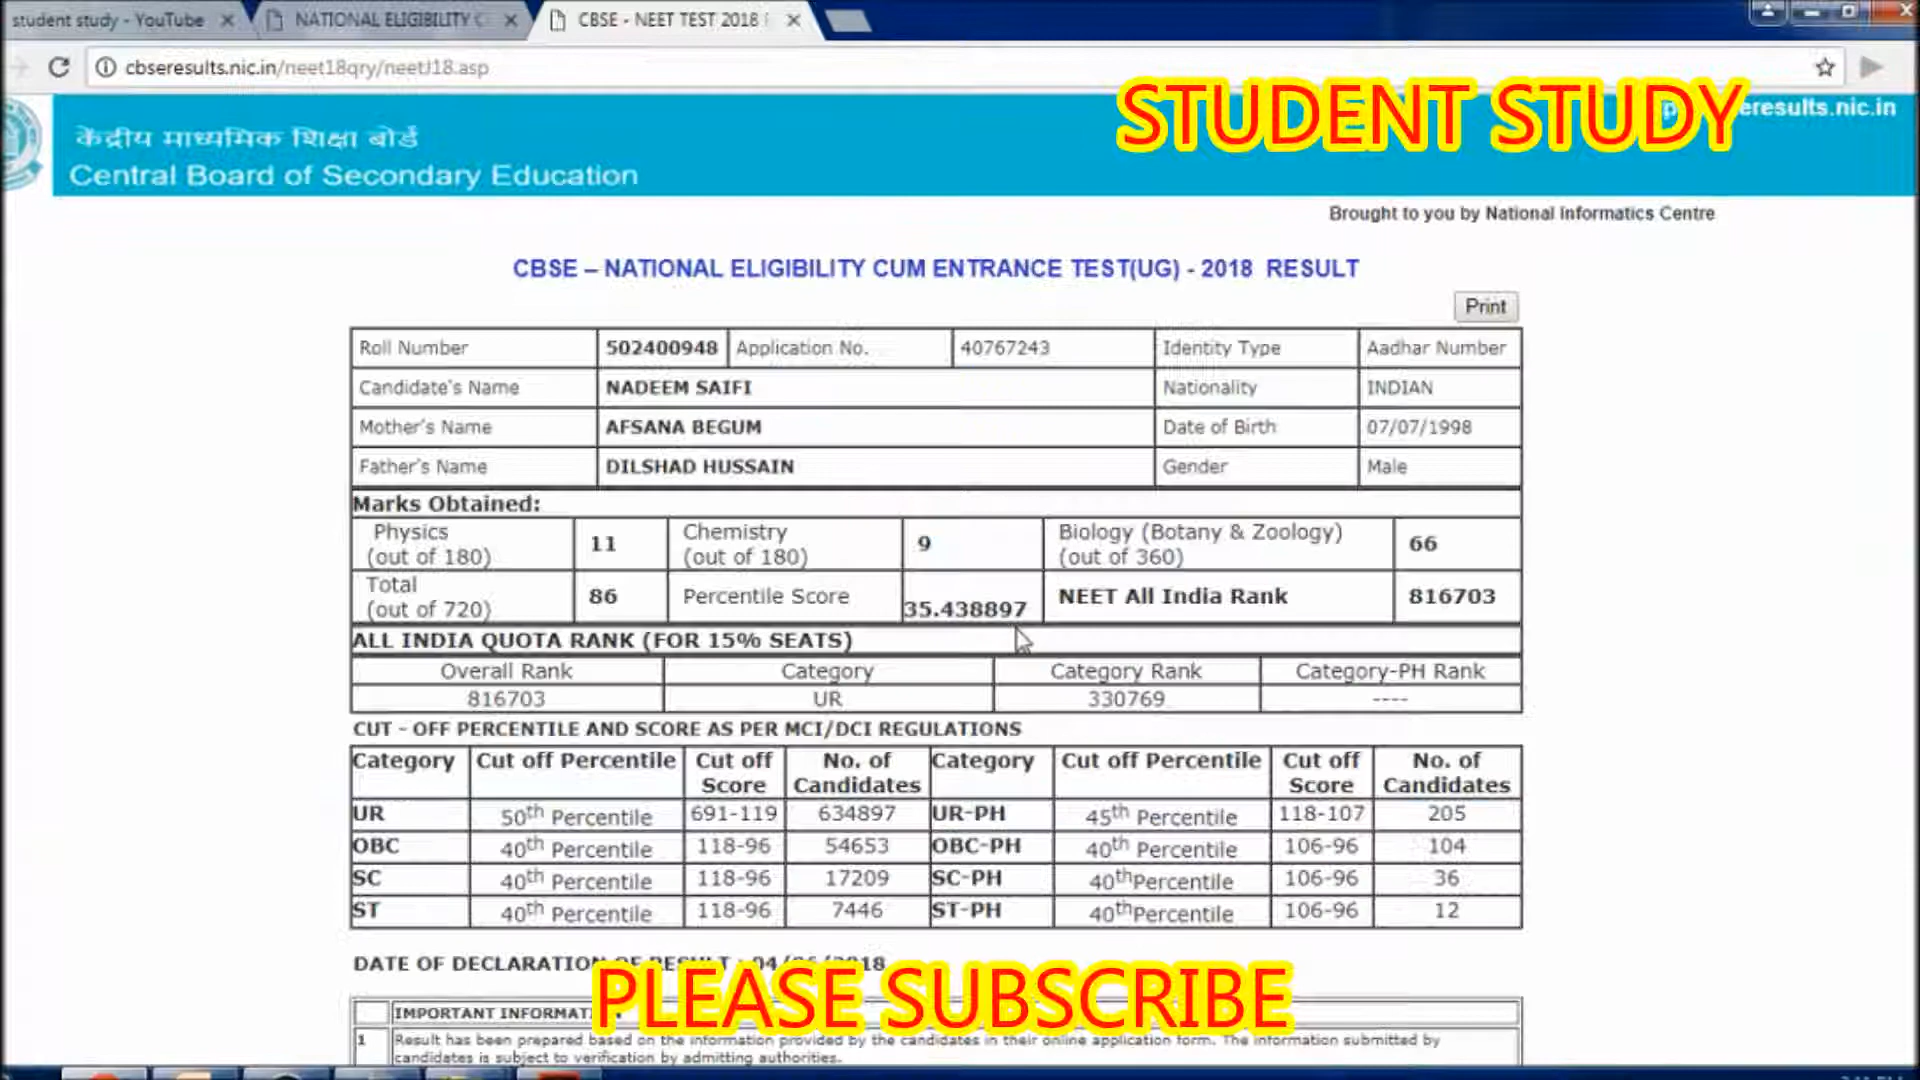 student study - YouTube
NATIONAL ELIGIBILITY C
CBSE - NEET TEST 2018
cbseresults.nic.in/neet18qry/neetJ18.asp
STUDENT STUDY
eresults.nic.in
केंद्रीय माध्यमिक शिक्षा बोर्ड
Central Board of Secondary Education
Brought to you by National Informatics Centre
CBSE – NATIONAL ELIGIBILITY CUM ENTRANCE TEST(UG) - 2018 RESULT
Print
Roll Number 502400948 Application No. 40767243 Identity Type Aadhar Number
Candidate's Name NADEEM SAIFI Nationality INDIAN
Mother's Name AFSANA BEGUM Date of Birth 07/07/1998
Father's Name DILSHAD HUSSAIN Gender Male
Marks Obtained:
Physics (out of 180) 11 Chemistry (out of 180) 9 Biology (Botany & Zoology) (out of 360) 66
Total (out of 720) 86 Percentile Score 35.438897 NEET All India Rank 816703
ALL INDIA QUOTA RANK (FOR 15% SEATS)
Overall Rank Category Category Rank Category-PH Rank
816703 UR 330769 ----
CUT - OFF PERCENTILE AND SCORE AS PER MCI/DCI REGULATIONS
Category Cut off Percentile Cut off Score No. of Candidates Category Cut off Percentile Cut off Score No. of Candidates
UR 50th Percentile 691-119 634897 UR-PH 45th Percentile 118-107 205
OBC 40th Percentile 118-96 54653 OBC-PH 40th Percentile 106-96 104
SC 40th Percentile 118-96 17209 SC-PH 40thPercentile 106-96 36
ST 40th Percentile 118-96 7446 ST-PH 40thPercentile 106-96 12
DATE OF DECLARATION OF RESULT : 04/06/2018
PLEASE SUBSCRIBE
IMPORTANT INFORMAT
1 Result has been prepared based on the information provided by the candidates in their online application form. The information submitted by
candidates is subject to verification by admitting authorities.